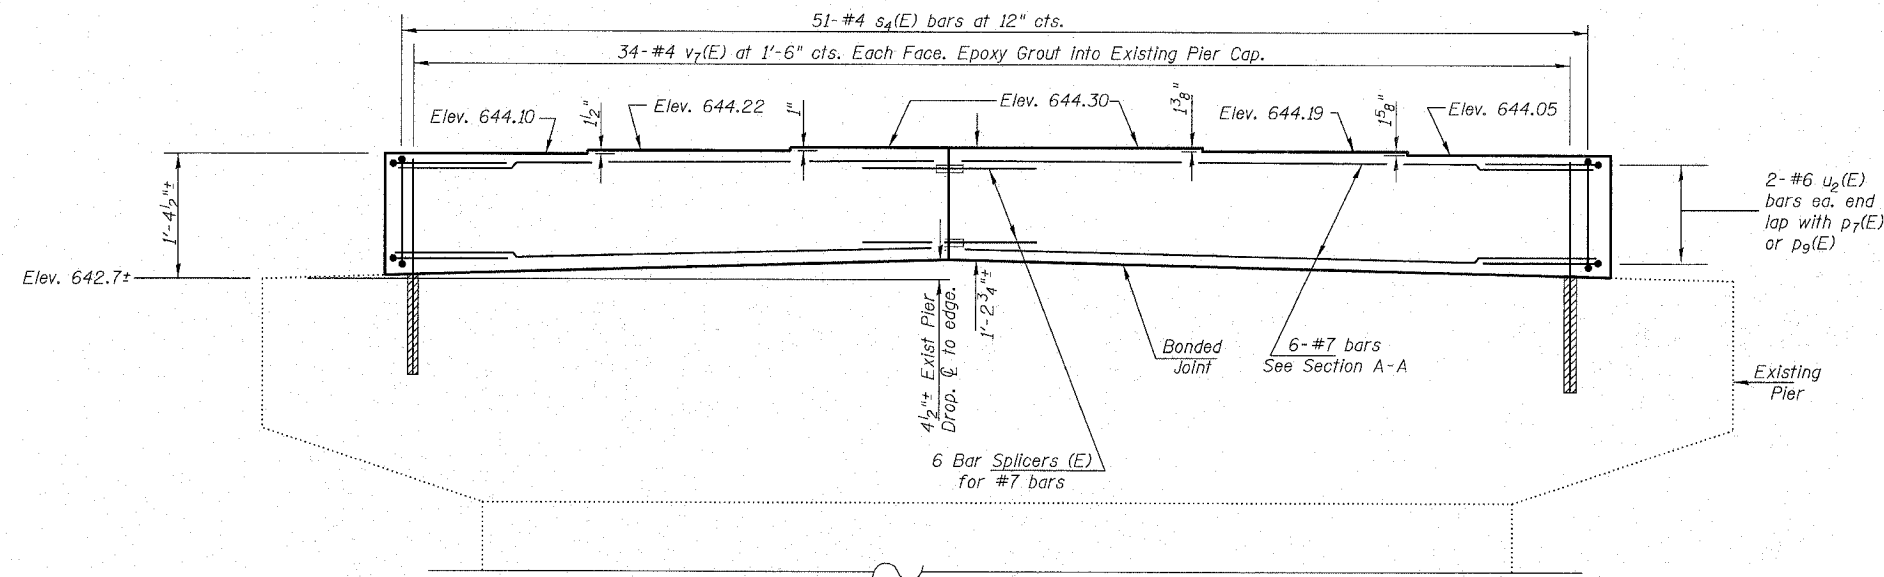 51-#4 s4(E) bars at 12" cts.
34-#4 v7(E) at 1'-6" cts. Each Face. Epoxy Grout into Existing Pier Cap.
Elev. 644.10
1½"
Elev. 644.22
1"
Elev. 644.30
1⅜"
Elev. 644.19
1⅝"
Elev. 644.05
1'-4½"±
Elev. 642.7±
2-#6 u2(E)
bars ea. end
lap with p7(E)
or p9(E)
4½"± Exist Pier
Drop. ℄ to edge.
1'-2¾"±
Bonded
Joint
6-#7 bars
See Section A-A
Existing
Pier
6 Bar Splicers (E)
for #7 bars